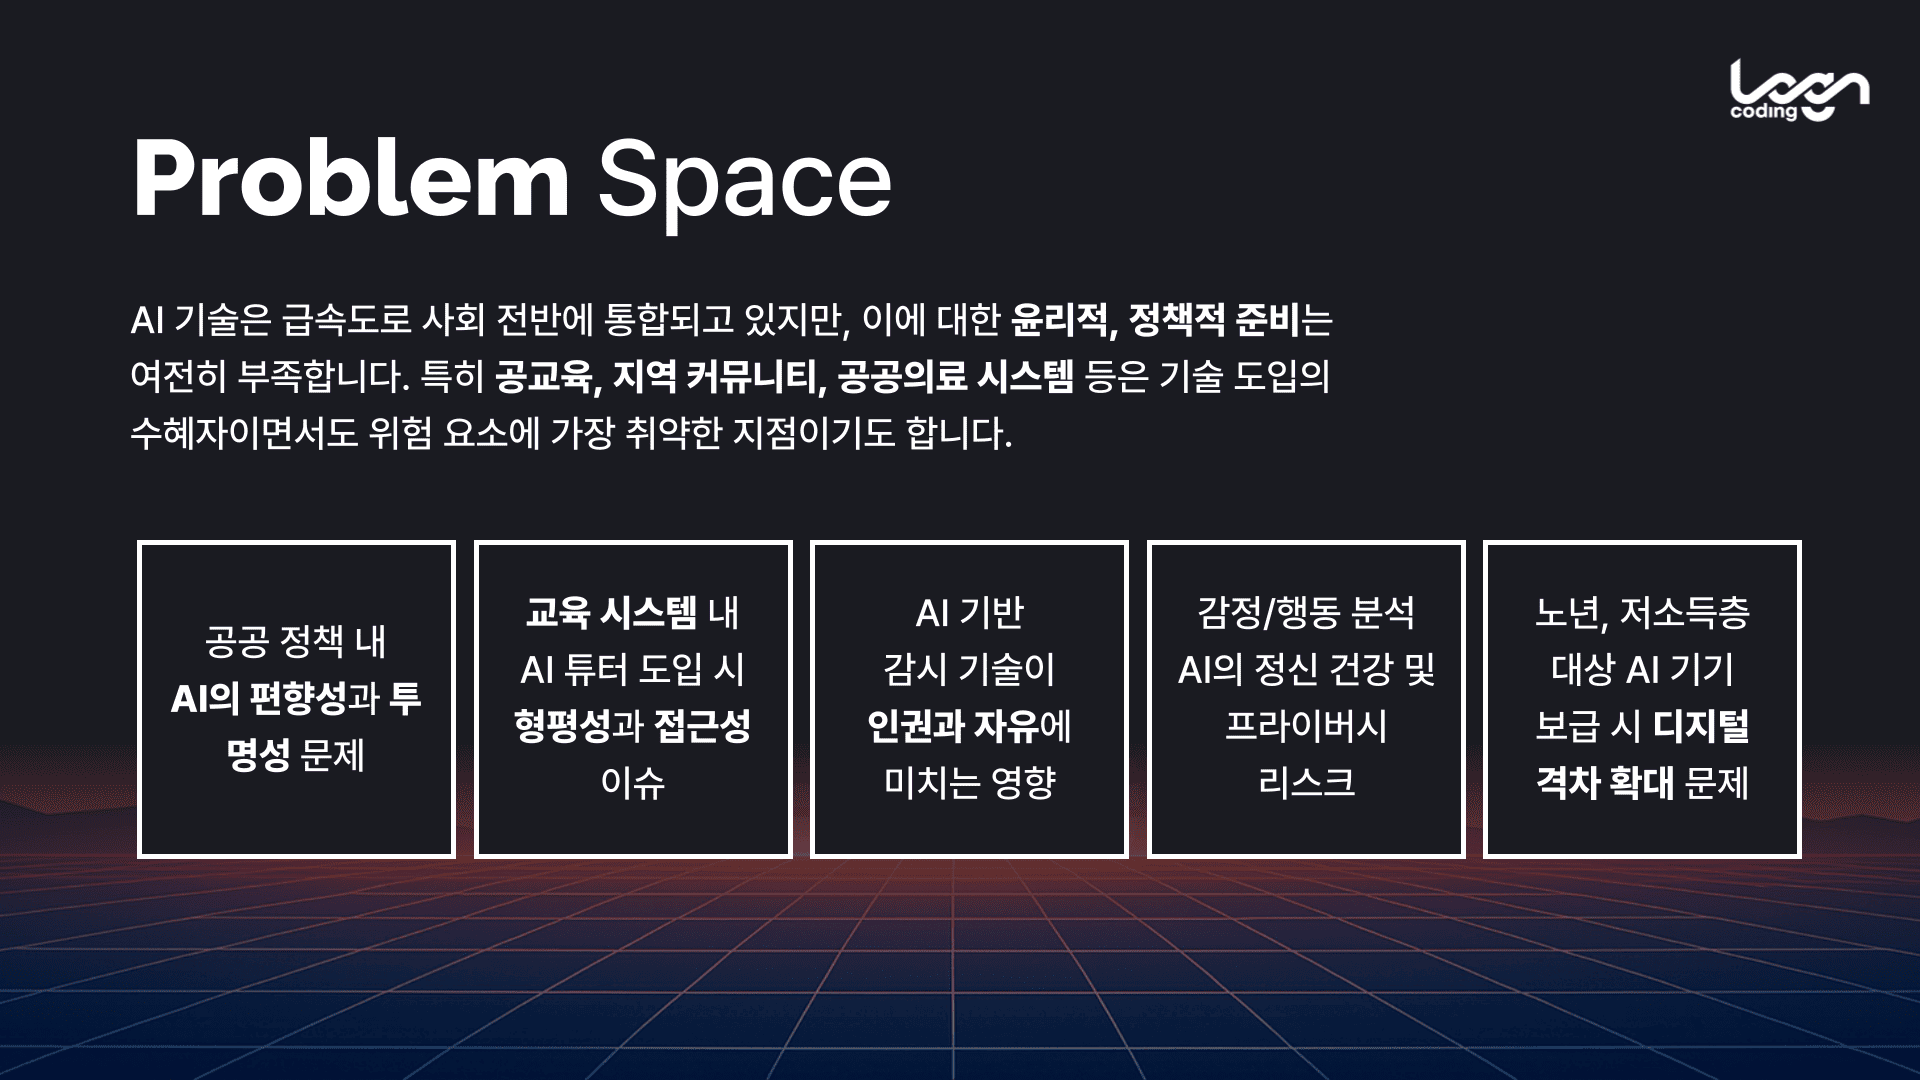 Logn
coding
Problem Space
AI 기술은 급속도로 사회 전반에 통합되고 있지만, 이에 대한 윤리적, 정책적 준비는
여전히 부족합니다. 특히 공교육, 지역 커뮤니티, 공공의료 시스템 등은 기술 도입의
수혜자이면서도 위험 요소에 가장 취약한 지점이기도 합니다.
공공 정책 내
AI의 편향성과 투
명성 문제
교육 시스템 내
AI 튜터 도입 시
형평성과 접근성
이슈
AI 기반
감시 기술이
인권과 자유에
미치는 영향
감정/행동 분석
AI의 정신 건강 및
프라이버시
리스크
노년, 저소득층
대상 AI 기기
보급 시 디지털
격차 확대 문제